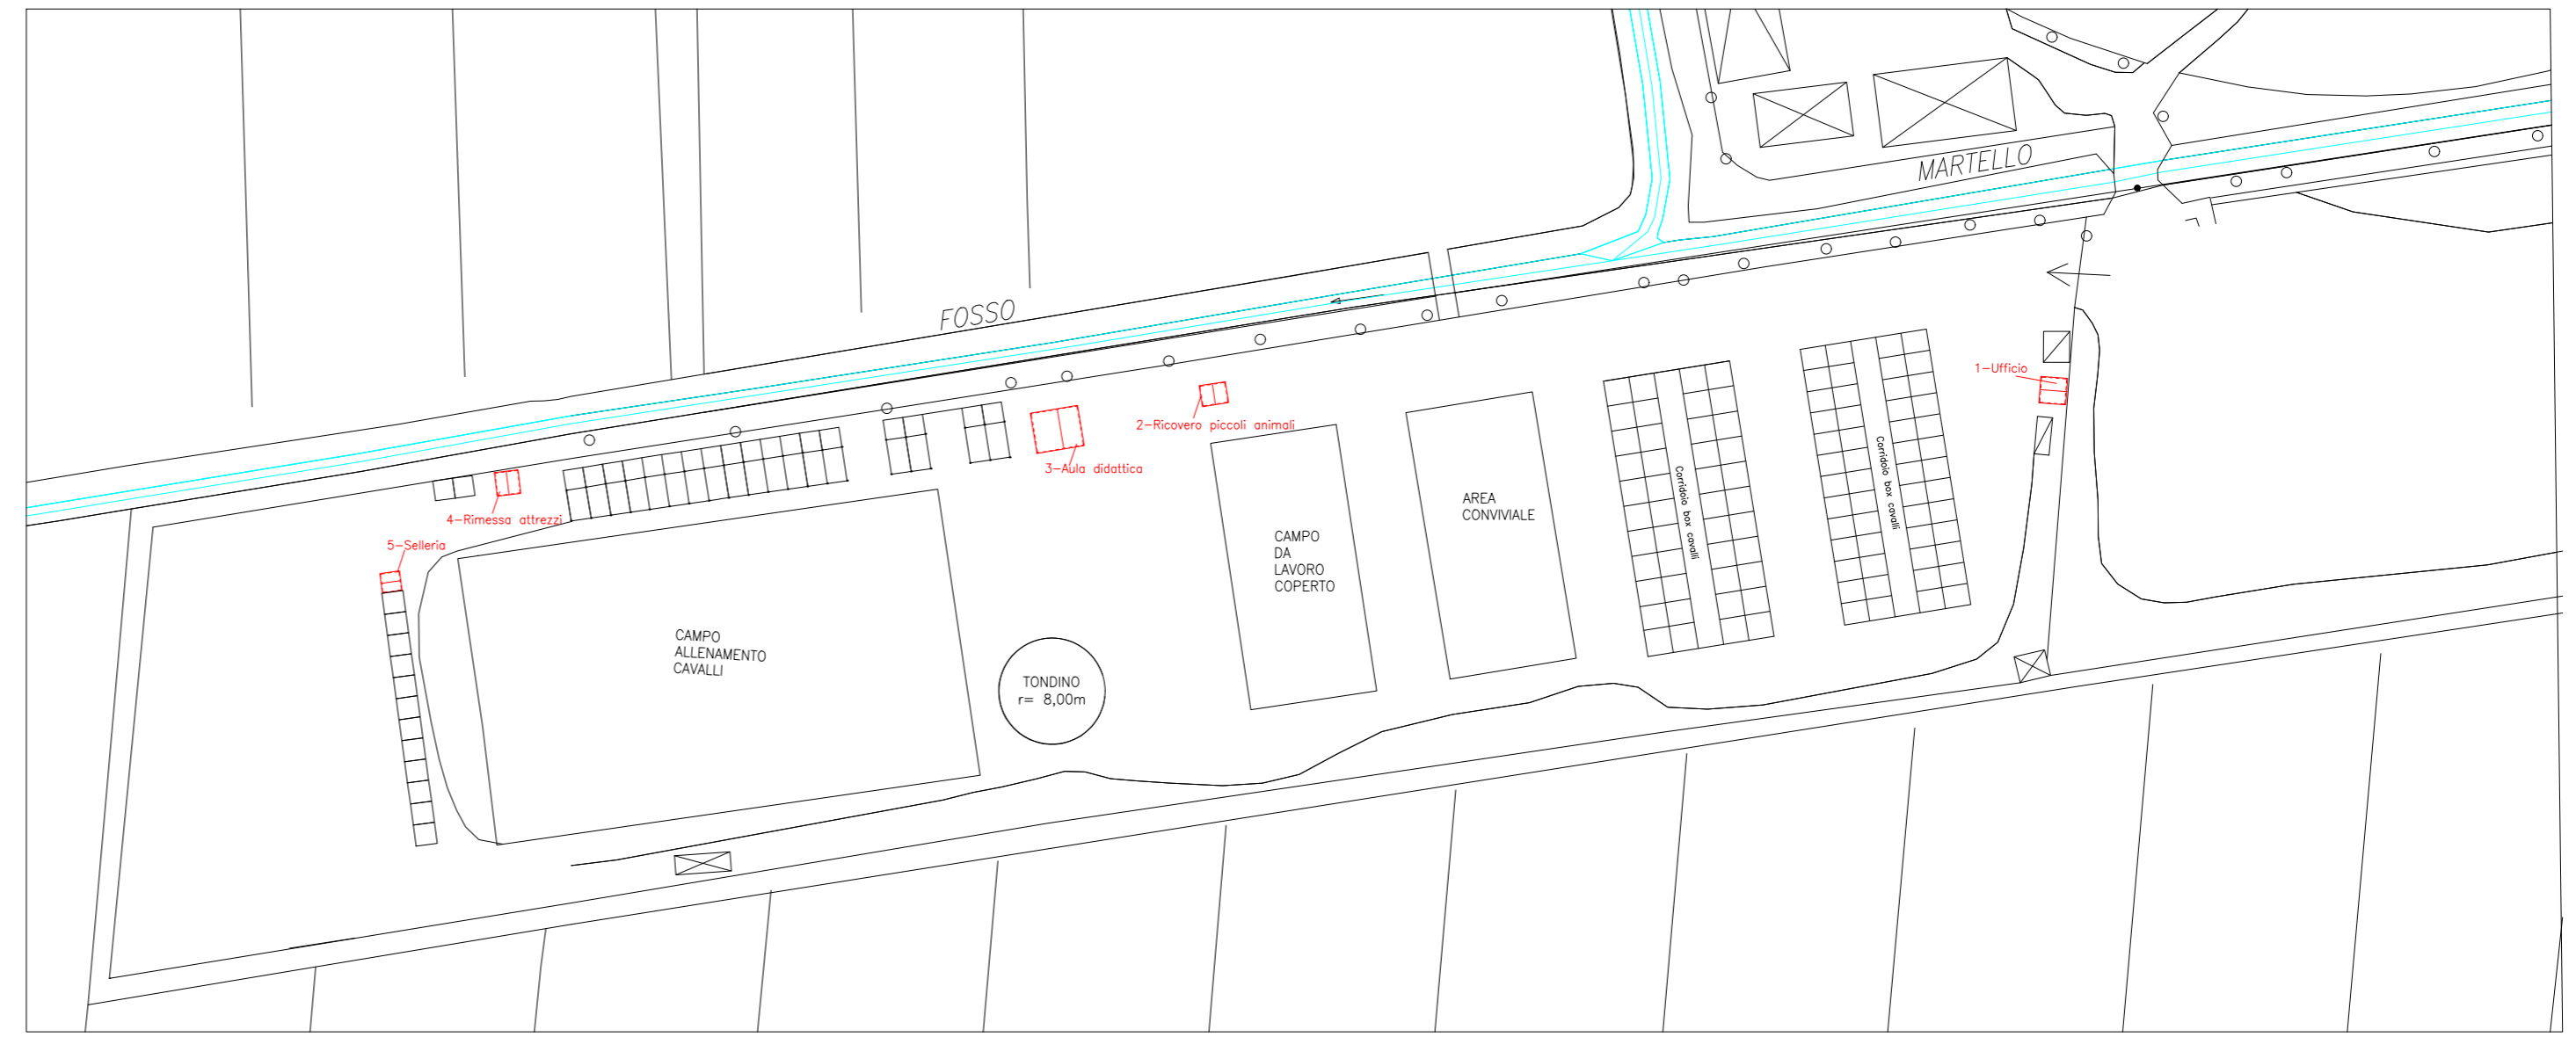 MARTELLO
FOSSO
1-Ufficio
2-Ricovero piccoli animali
3-Aula didattica
4-Rimessa attrezzi
5-Selleria
Corridoio box cavalli
Corridoio box cavalli
AREA
CONVIVIALE
CAMPO
DA
LAVORO
COPERTO
CAMPO
ALLENAMENTO
CAVALLI
TONDINO
r= 8,00m